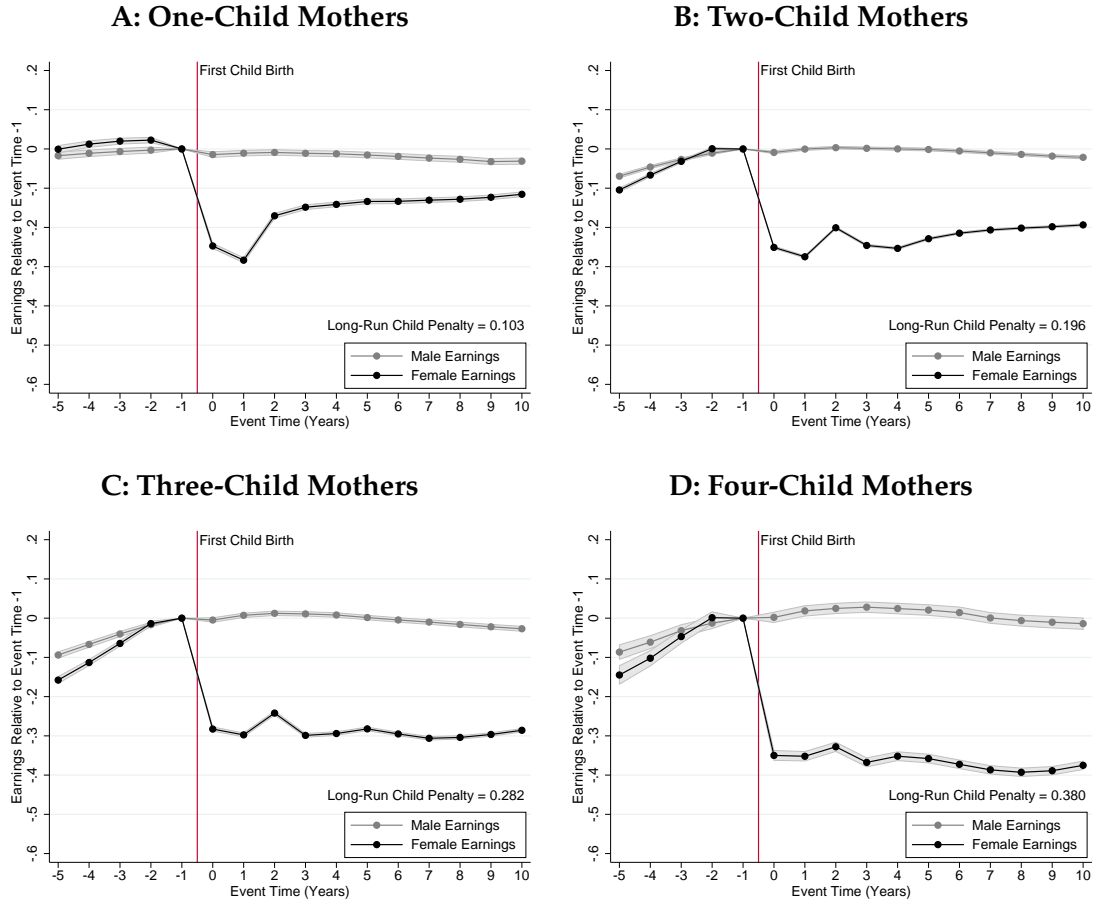 A: One-Child Mothers
Earnings Relative to Event Time -1
.2
.1
0
-.1
-.2
-.3
-.4
-.5
-.6
First Child Birth
Long-Run Child Penalty = 0.103
Male Earnings
Female Earnings
-5 -4 -3 -2 -1 0 1 2 3 4 5 6 7 8 9 10
Event Time (Years)
B: Two-Child Mothers
Earnings Relative to Event Time -1
.2
.1
0
-.1
-.2
-.3
-.4
-.5
-.6
First Child Birth
Long-Run Child Penalty = 0.196
Male Earnings
Female Earnings
-5 -4 -3 -2 -1 0 1 2 3 4 5 6 7 8 9 10
Event Time (Years)
C: Three-Child Mothers
Earnings Relative to Event Time -1
.2
.1
0
-.1
-.2
-.3
-.4
-.5
-.6
First Child Birth
Long-Run Child Penalty = 0.282
Male Earnings
Female Earnings
-5 -4 -3 -2 -1 0 1 2 3 4 5 6 7 8 9 10
Event Time (Years)
D: Four-Child Mothers
Earnings Relative to Event Time -1
.2
.1
0
-.1
-.2
-.3
-.4
-.5
-.6
First Child Birth
Long-Run Child Penalty = 0.380
Male Earnings
Female Earnings
-5 -4 -3 -2 -1 0 1 2 3 4 5 6 7 8 9 10
Event Time (Years)